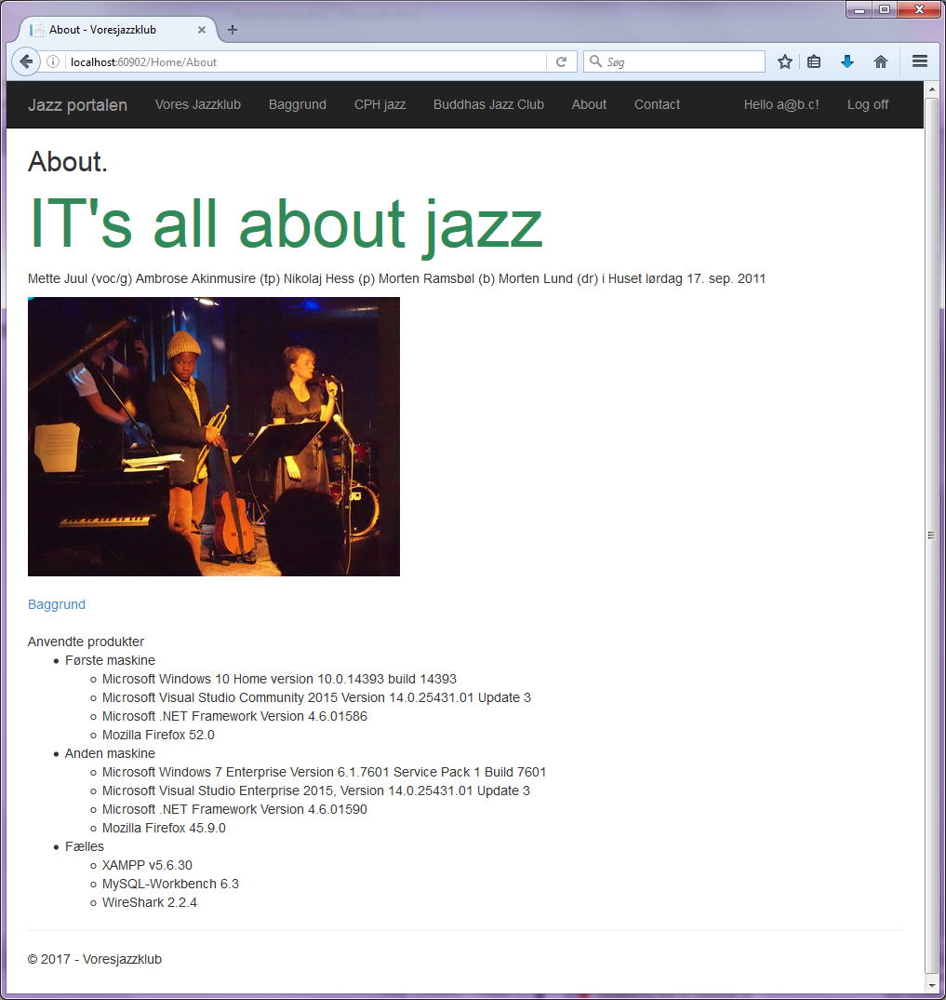 About - Voresjazzklub
localhost:60902/Home/About
Søg
Jazz portalen Vores Jazzklub Baggrund CPH jazz Buddhas Jazz Club About Contact Hello a@b.c! Log off
About.
IT's all about jazz
Mette Juul (voc/g) Ambrose Akinmusire (tp) Nikolaj Hess (p) Morten Ramsbøl (b) Morten Lund (dr) i Huset lørdag 17. sep. 2011
Baggrund
Anvendte produkter
Første maskine
Microsoft Windows 10 Home version 10.0.14393 build 14393
Microsoft Visual Studio Community 2015 Version 14.0.25431.01 Update 3
Microsoft .NET Framework Version 4.6.01586
Mozilla Firefox 52.0
Anden maskine
Microsoft Windows 7 Enterprise Version 6.1.7601 Service Pack 1 Build 7601
Microsoft Visual Studio Enterprise 2015, Version 14.0.25431.01 Update 3
Microsoft .NET Framework Version 4.6.01590
Mozilla Firefox 45.9.0
Fælles
XAMPP v5.6.30
MySQL-Workbench 6.3
WireShark 2.2.4
© 2017 - Voresjazzklub